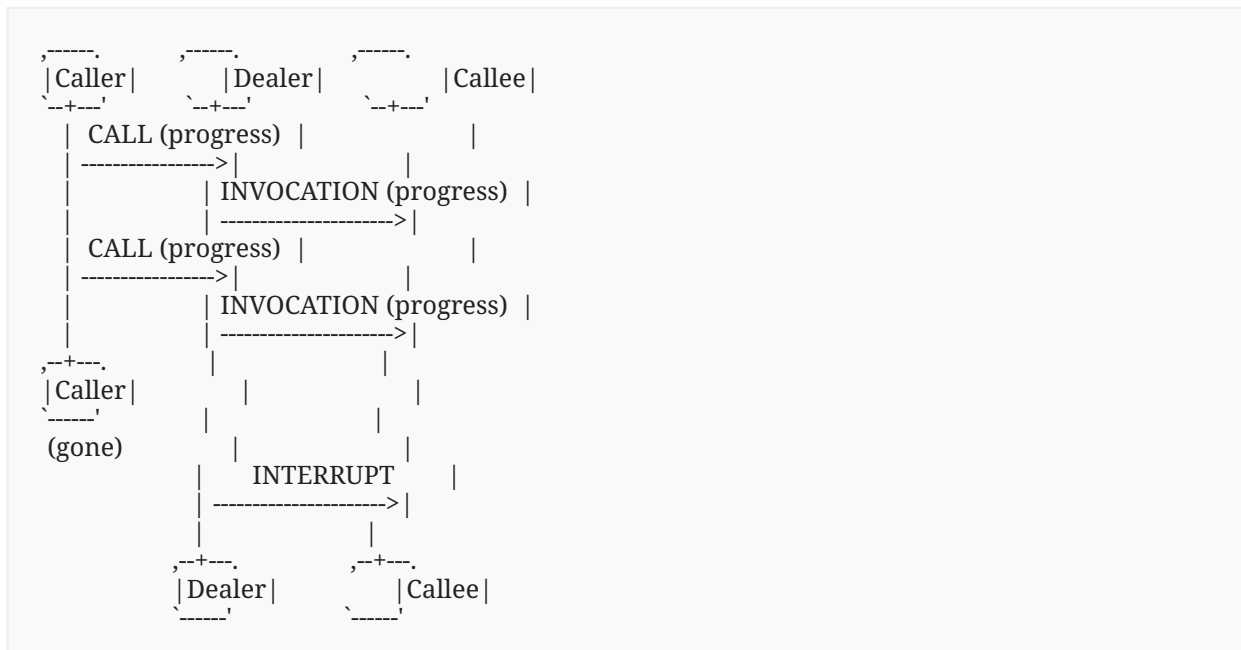 ,------.          ,------.                 ,------.
|Caller|             |Dealer|                  |Callee|
`--+---'          `--+---'                 `--+---'
   |  CALL (progress)  |                         |
   | ----------------->|                         |
   |                    | INVOCATION (progress)  |
   |                    | ---------------------->|
   |  CALL (progress)  |                         |
   | ----------------->|                         |
   |                    | INVOCATION (progress)  |
   |                    | ---------------------->|
,--+---.                |                         |
|Caller|                |                         |
`------'               |                         |
 (gone)                |                         |
                       |       INTERRUPT        |
                       | ---------------------->|
                       |                         |
                    ,--+---.                 ,--+---.
                    |Dealer|                  |Callee|
                    `------'                 `------'